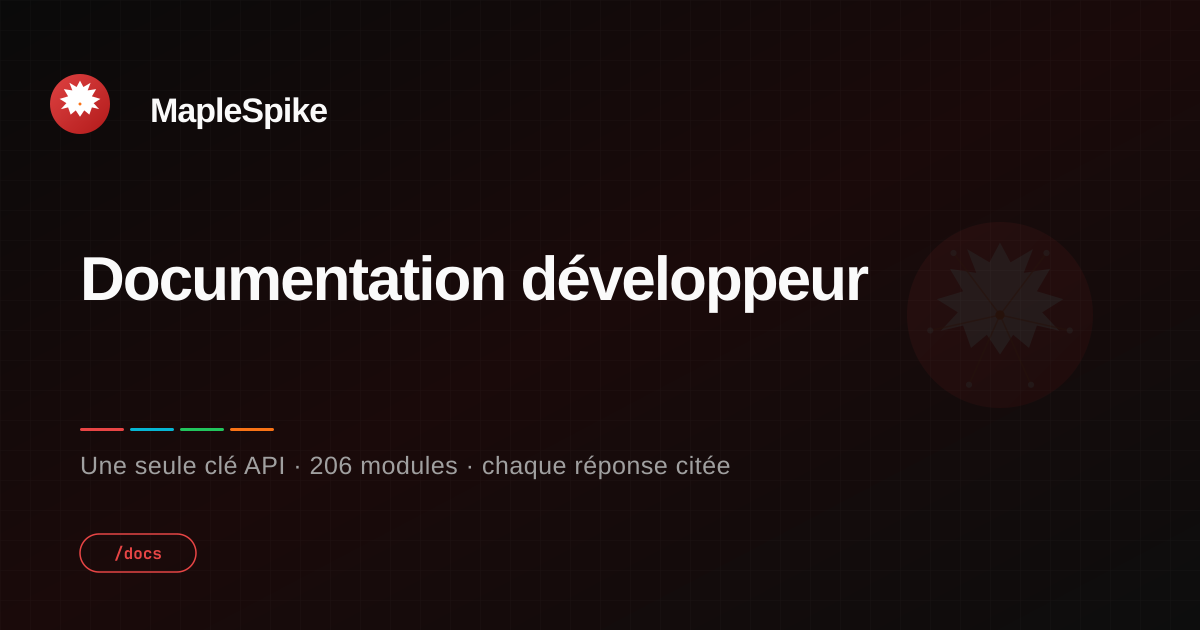 MapleSpike
Documentation développeur
Une seule clé API · 206 modules · chaque réponse citée
/docs